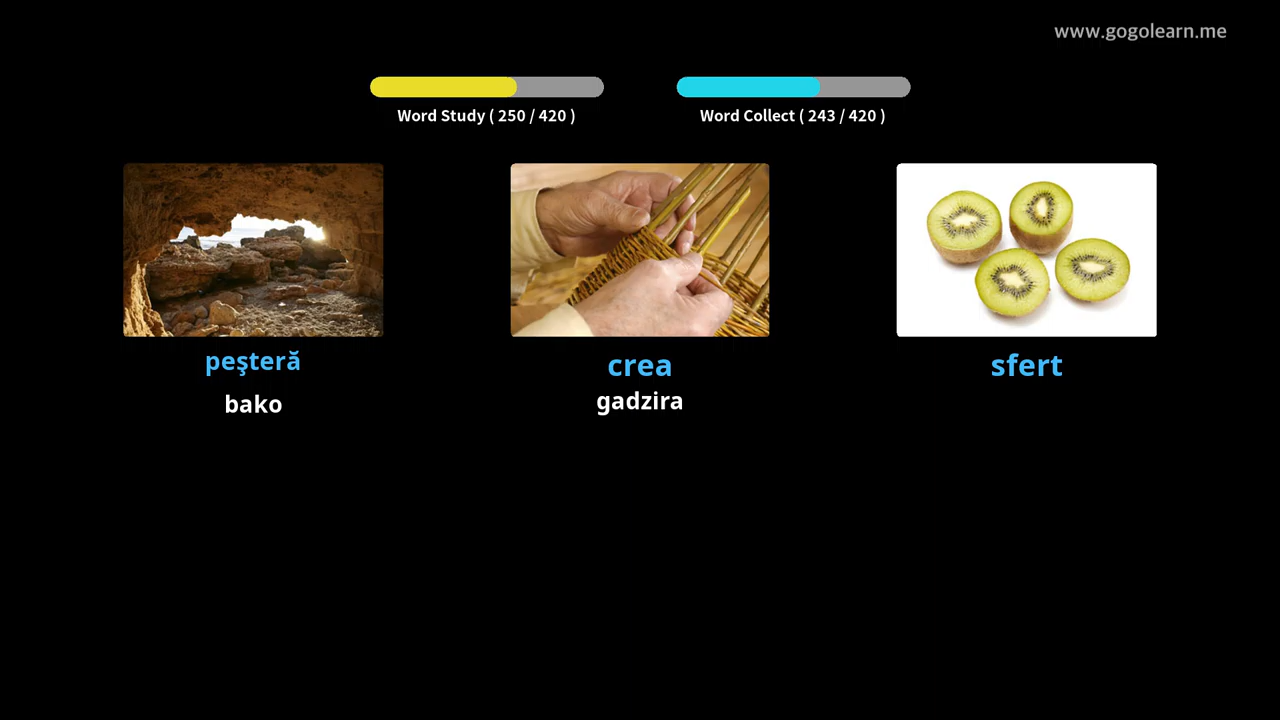 www.gogolearn.me
Word Study ( 250 / 420 )
Word Collect ( 243 / 420 )
peşteră
bako
crea
gadzira
sfert